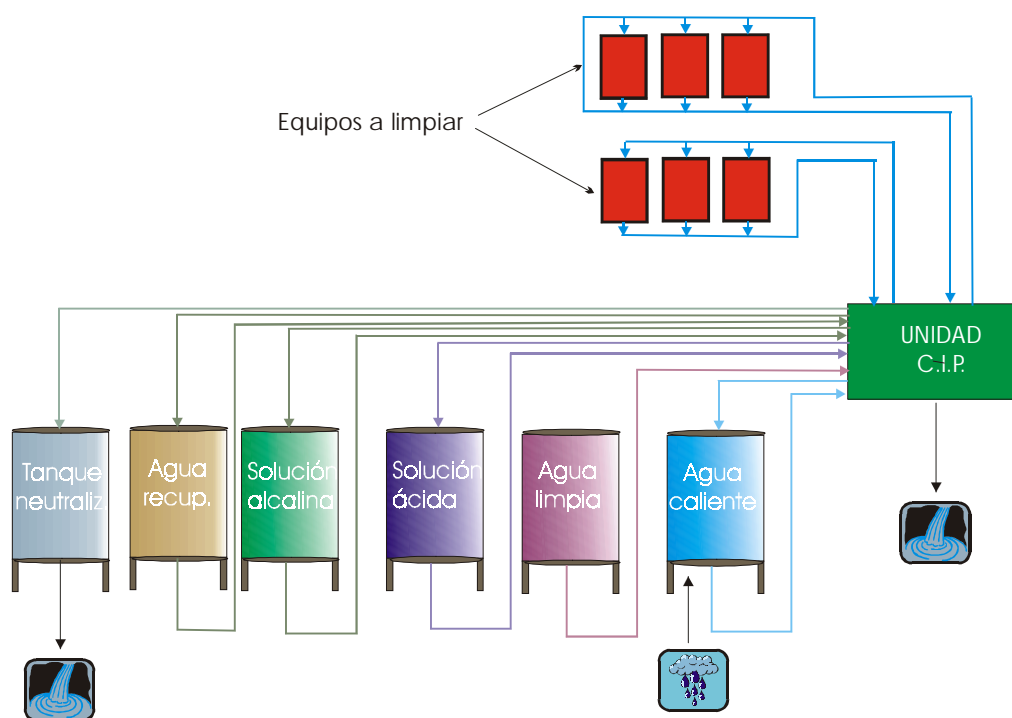 Equipos a limpiar
UNIDAD
C.I.P.
Tanque
neutraliz.
Agua
recup.
Solución
alcalina
Solución
ácida
Agua
limpia
Agua
caliente